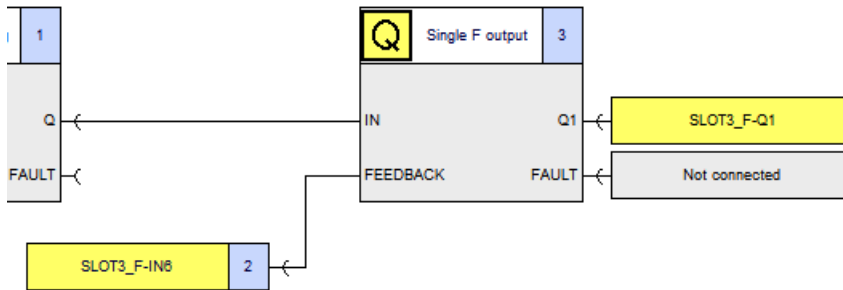 1
Q Single F output 3
Q IN Q1 SLOT3_F-Q1
FAULT FEEDBACK FAULT Not connected
SLOT3_F-IN6 2